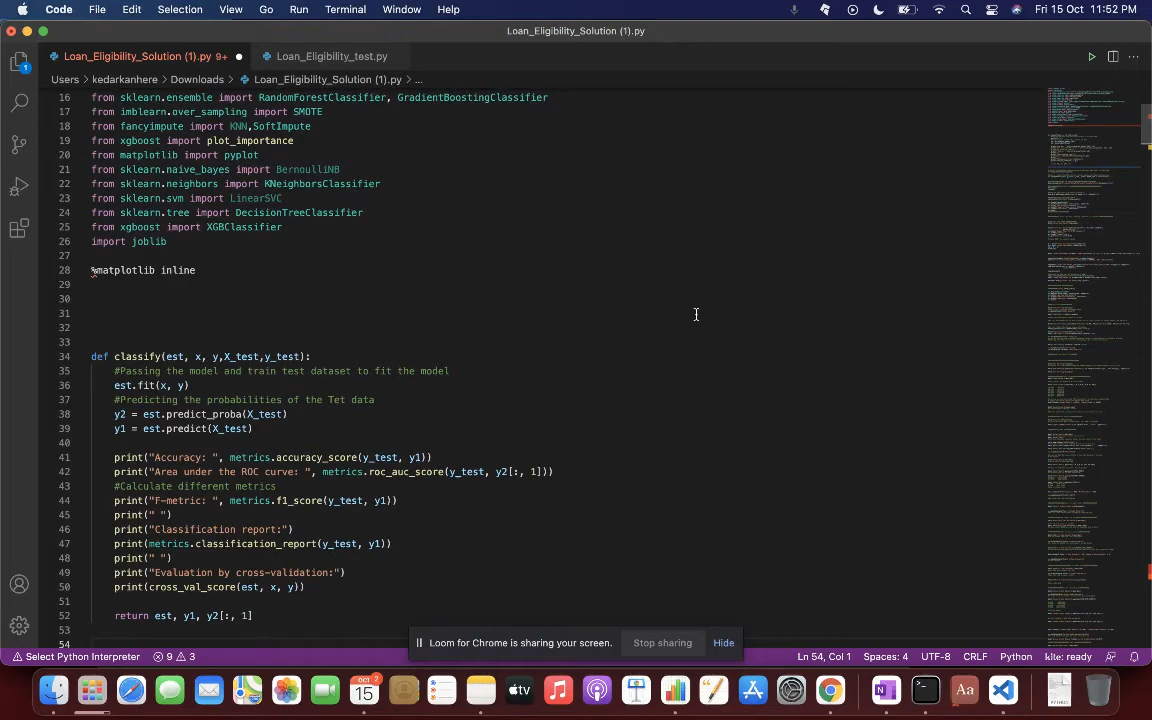 Code File Edit Selection View Go Run Terminal Window Help Fri 15 Oct 11:52 PM
Loan_Eligibility_Solution (1).py
Loan_Eligibility_Solution (1).py 9+ Loan_Eligibility_test.py
Users > kedarkanhere > Downloads > Loan_Eligibility_Solution (1).py > ...
16 from sklearn.ensemble import RandomForestClassifier, GradientBoostingClassifier
17 from imblearn.over_sampling import SMOTE
18 from fancyimpute import KNN,SoftImpute
19 from xgboost import plot_importance
20 from matplotlib import pyplot
21 from sklearn.naive_bayes import BernoulliNB
22 from sklearn.neighbors import KNeighborsClassifier
23 from sklearn.svm import LinearSVC
24 from sklearn.tree import DecisionTreeClassifier
25 from xgboost import XGBClassifier
26 import joblib
27
28 %matplotlib inline
29
30
31
32
33
34 def classify(est, x, y,X_test,y_test):
35 #Passing the model and train test dataset to fit the model
36 est.fit(x, y)
37 #Predicting the probabilities of the Tet data
38 y2 = est.predict_proba(X_test)
39 y1 = est.predict(X_test)
40
41 print("Accuracy: ", metrics.accuracy_score(y_test, y1))
42 print("Area under the ROC curve: ", metrics.roc_auc_score(y_test, y2[:, 1]))
43 #Calculate different metrics
44 print("F-metric: ", metrics.f1_score(y_test, y1))
45 print(" ")
46 print("Classification report:")
47 print(metrics.classification_report(y_test, y1))
48 print(" ")
49 print("Evaluation by cross-validation:")
50 print(cross_val_score(est, x, y))
51
52 return est, y1, y2[:, 1]
53
54
Loom for Chrome is sharing your screen. Stop sharing Hide
Select Python Interpreter 9 3 Ln 54, Col 1 Spaces: 4 UTF-8 CRLF Python kite: ready
OCT 2
15
tv
N
Aa